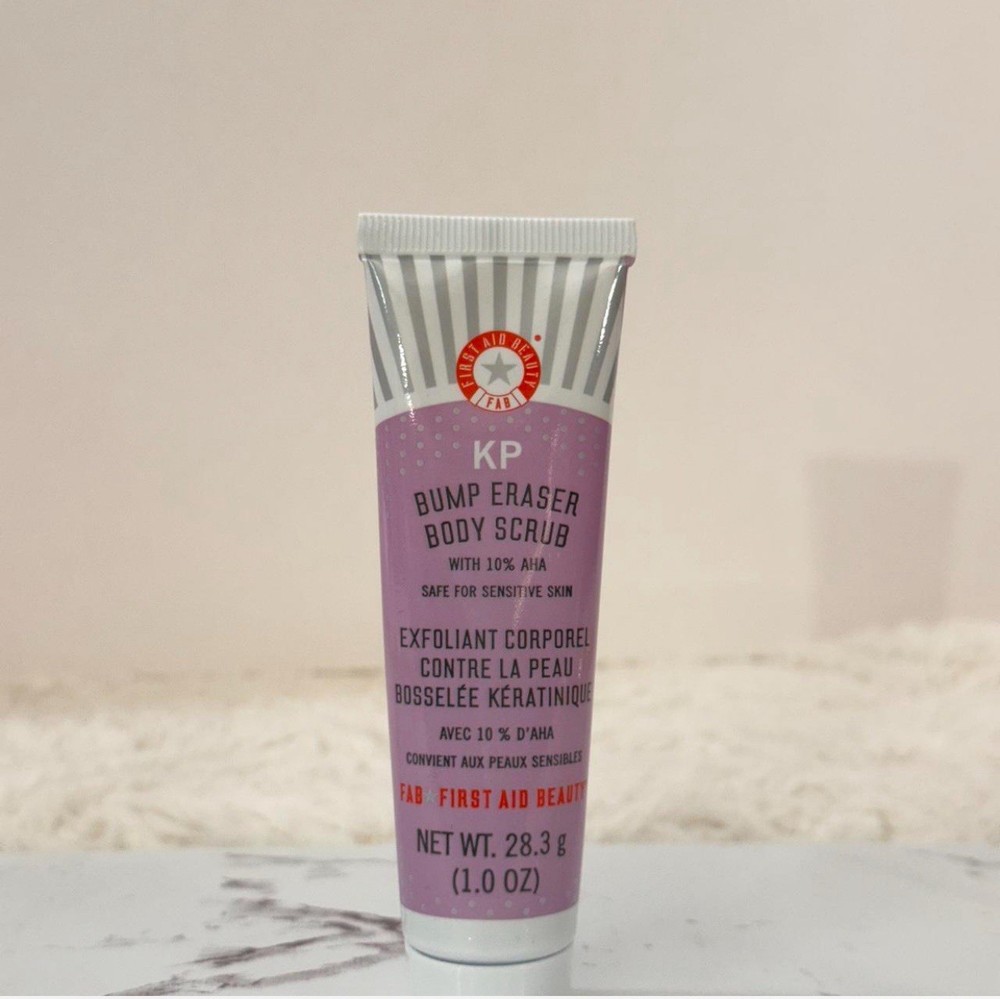 FIRST AID BEAUTY
FAB
KP
BUMP ERASER
BODY SCRUB
WITH 10% AHA
SAFE FOR SENSITIVE SKIN
EXFOLIANT CORPOREL
CONTRE LA PEAU
BOSSELÉE KÉRATINIQUE
AVEC 10 % D'AHA
CONVIENT AUX PEAUX SENSIBLES
FAB FIRST AID BEAUTY
NET WT. 28.3 g
(1.0 OZ)